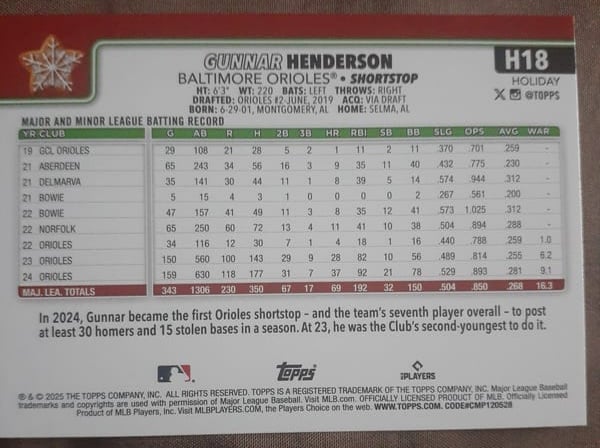 GUNNAR HENDERSON
BALTIMORE ORIOLES® • SHORTSTOP
HT: 6'3" WT: 220 BATS: LEFT THROWS: RIGHT
DRAFTED: ORIOLES #2-JUNE, 2019 ACQ: VIA DRAFT
BORN: 6-29-01, MONTGOMERY, AL HOME: SELMA, AL
H18
HOLIDAY
@TOPPS
MAJOR AND MINOR LEAGUE BATTING RECORD
YR CLUB G AB R H 2B 3B HR RBI SB BB SLG OPS AVG WAR
19 GCL ORIOLES 29 108 21 28 5 2 1 11 2 11 .370 .701 .259 -
21 ABERDEEN 65 243 34 56 16 3 9 35 11 40 .432 .775 .230 -
21 DELMARVA 35 141 30 44 11 1 8 39 5 14 .574 .944 .312 -
21 BOWIE 5 15 4 3 1 0 0 0 0 2 .267 .561 .200 -
22 BOWIE 47 157 41 49 11 3 8 35 12 41 .573 1.025 .312 -
22 NORFOLK 65 250 60 72 13 4 11 41 10 38 .504 .894 .288 -
22 ORIOLES 34 116 12 30 7 1 4 18 1 16 .440 .788 .259 1.0
23 ORIOLES 150 560 100 143 29 9 28 82 10 56 .489 .814 .255 6.2
24 ORIOLES 159 630 118 177 31 7 37 92 21 78 .529 .893 .281 9.1
MAJ. LEA. TOTALS 343 1306 230 350 67 17 69 192 32 150 .504 .850 .268 16.3
In 2024, Gunnar became the first Orioles shortstop – and the team's seventh player overall – to post
at least 30 homers and 15 stolen bases in a season. At 23, he was the Club's second-youngest to do it.
Topps
PLAYERS
® & © 2025 THE TOPPS COMPANY, INC. ALL RIGHTS RESERVED. TOPPS IS A REGISTERED TRADEMARK OF THE TOPPS COMPANY, INC. Major League Baseball
trademarks and copyrights are used with permission of Major League Baseball. Visit MLB.com. OFFICIALLY LICENSED PRODUCT OF MLB. Officially Licensed
Product of MLB Players, Inc. Visit MLBPLAYERS.COM, the Players Choice on the web. WWW.TOPPS.COM. CODE#CMP120528